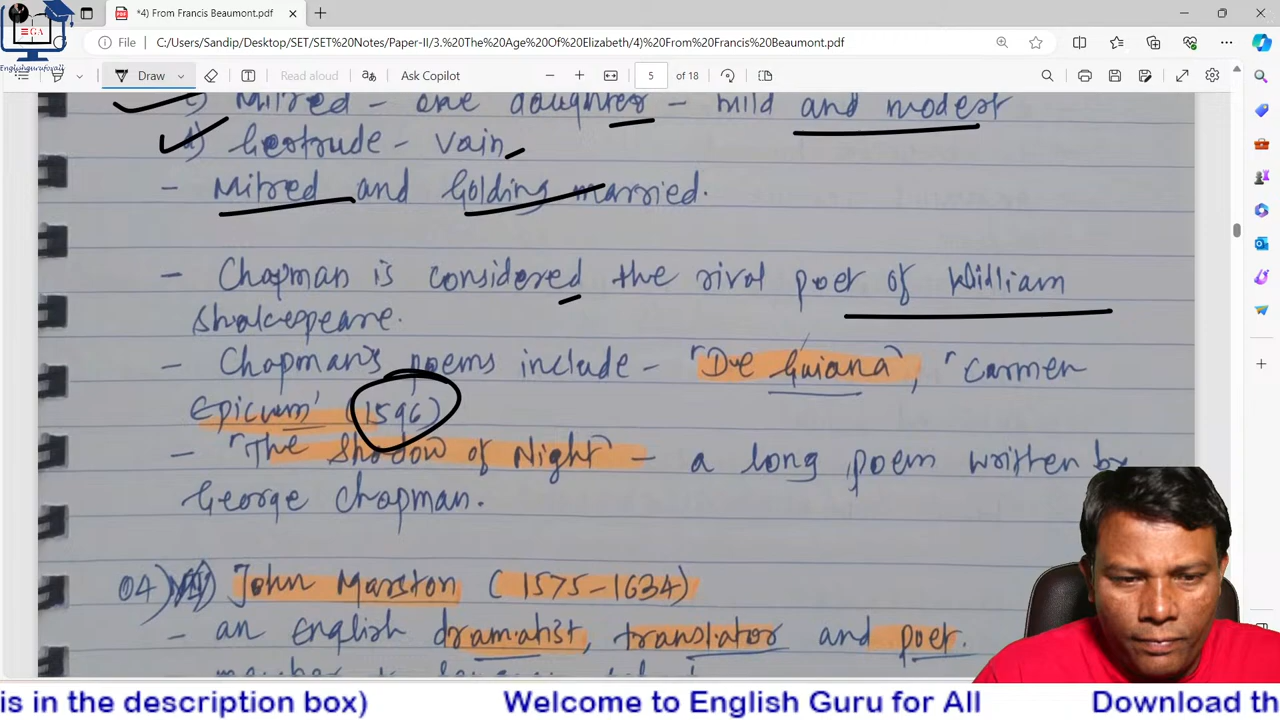 *4) From Francis Beaumont.pdf
File C:/Users/Sandip/Desktop/SET/SET%20Notes/Paper-II/3.%20The%20Age%20Of%20Elizabeth/4)%20From%20Francis%20Beaumont.pdf
Draw Read aloud Ask Copilot 5 of 18
EGA
Englishguruforall
c) Mitred - one daughter - mild and modest
d) Gertrude - Vain
- Mitred and Golding married.
- Chapman is considered the rival poet of William
Shakespeare.
- Chapman's poems include - "De Guiana", "Carmen
Epicum" (1596)
- "The Shadow of Night" - a long poem written by
George Chapman.
04) John Marston (1575-1634)
- an English dramatist, translator and poet.
is in the description box) Welcome to English Guru for All Download th